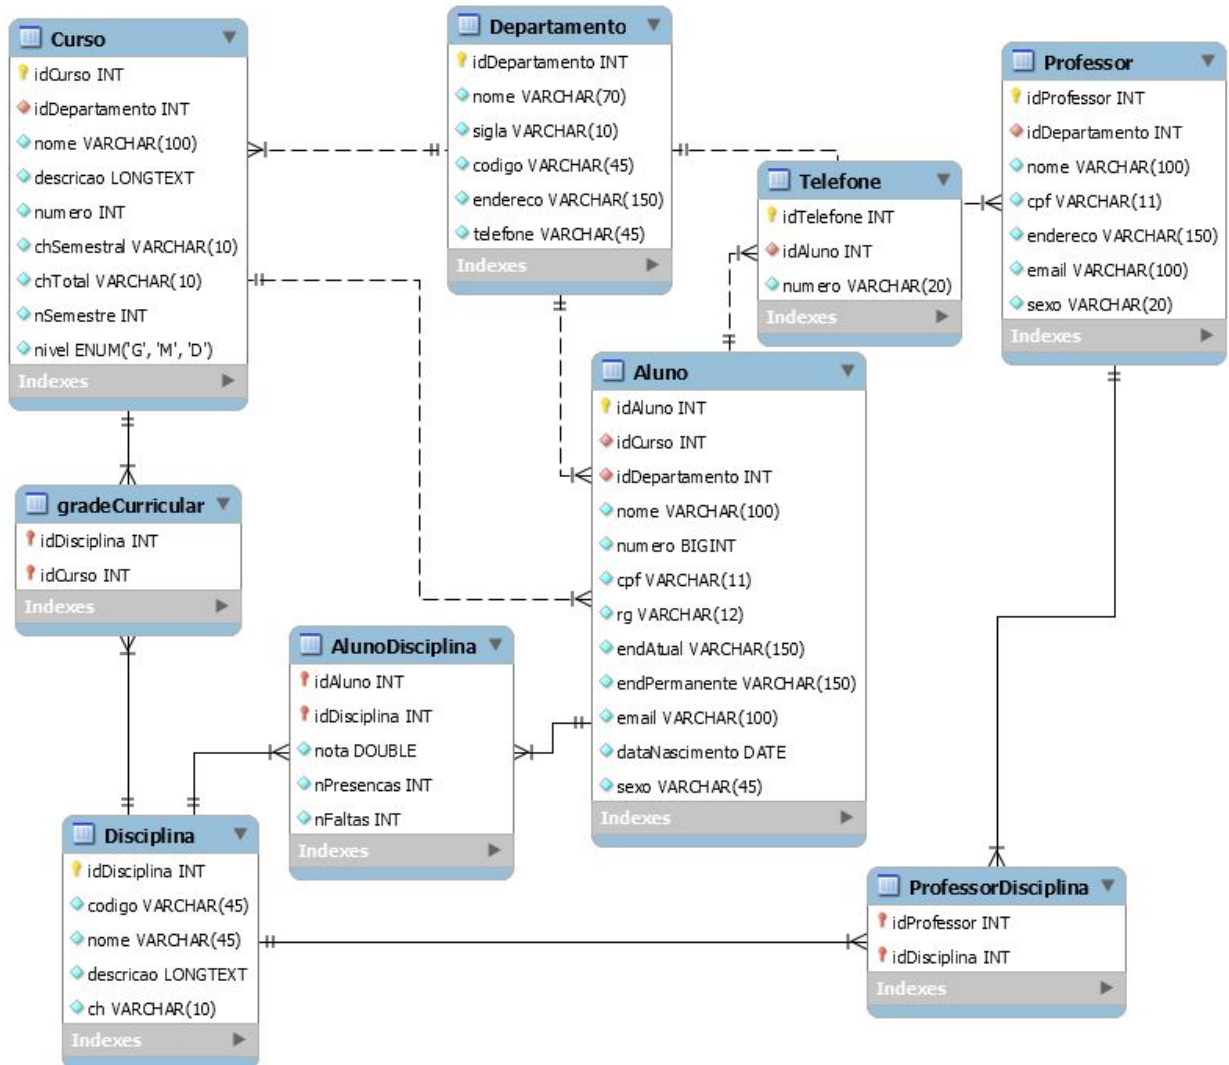 Curso
idCurso INT
idDepartamento INT
nome VARCHAR(100)
descricao LONGTEXT
numero INT
chSemestral VARCHAR(10)
chTotal VARCHAR(10)
nSemestre INT
nivel ENUM('G', 'M', 'D')
Indexes
Departamento
idDepartamento INT
nome VARCHAR(70)
sigla VARCHAR(10)
codigo VARCHAR(45)
endereco VARCHAR(150)
telefone VARCHAR(45)
Indexes
Telefone
idTelefone INT
idAluno INT
numero VARCHAR(20)
Indexes
Professor
idProfessor INT
idDepartamento INT
nome VARCHAR(100)
cpf VARCHAR(11)
endereco VARCHAR(150)
email VARCHAR(100)
sexo VARCHAR(20)
Indexes
Aluno
idAluno INT
idCurso INT
idDepartamento INT
nome VARCHAR(100)
numero BIGINT
cpf VARCHAR(11)
rg VARCHAR(12)
endAtual VARCHAR(150)
endPermanente VARCHAR(150)
email VARCHAR(100)
dataNascimento DATE
sexo VARCHAR(45)
Indexes
gradeCurricular
idDisciplina INT
idCurso INT
Indexes
AlunoDisciplina
idAluno INT
idDisciplina INT
nota DOUBLE
nPresencas INT
nFaltas INT
Indexes
Disciplina
idDisciplina INT
codigo VARCHAR(45)
nome VARCHAR(45)
descricao LONGTEXT
ch VARCHAR(10)
Indexes
ProfessorDisciplina
idProfessor INT
idDisciplina INT
Indexes